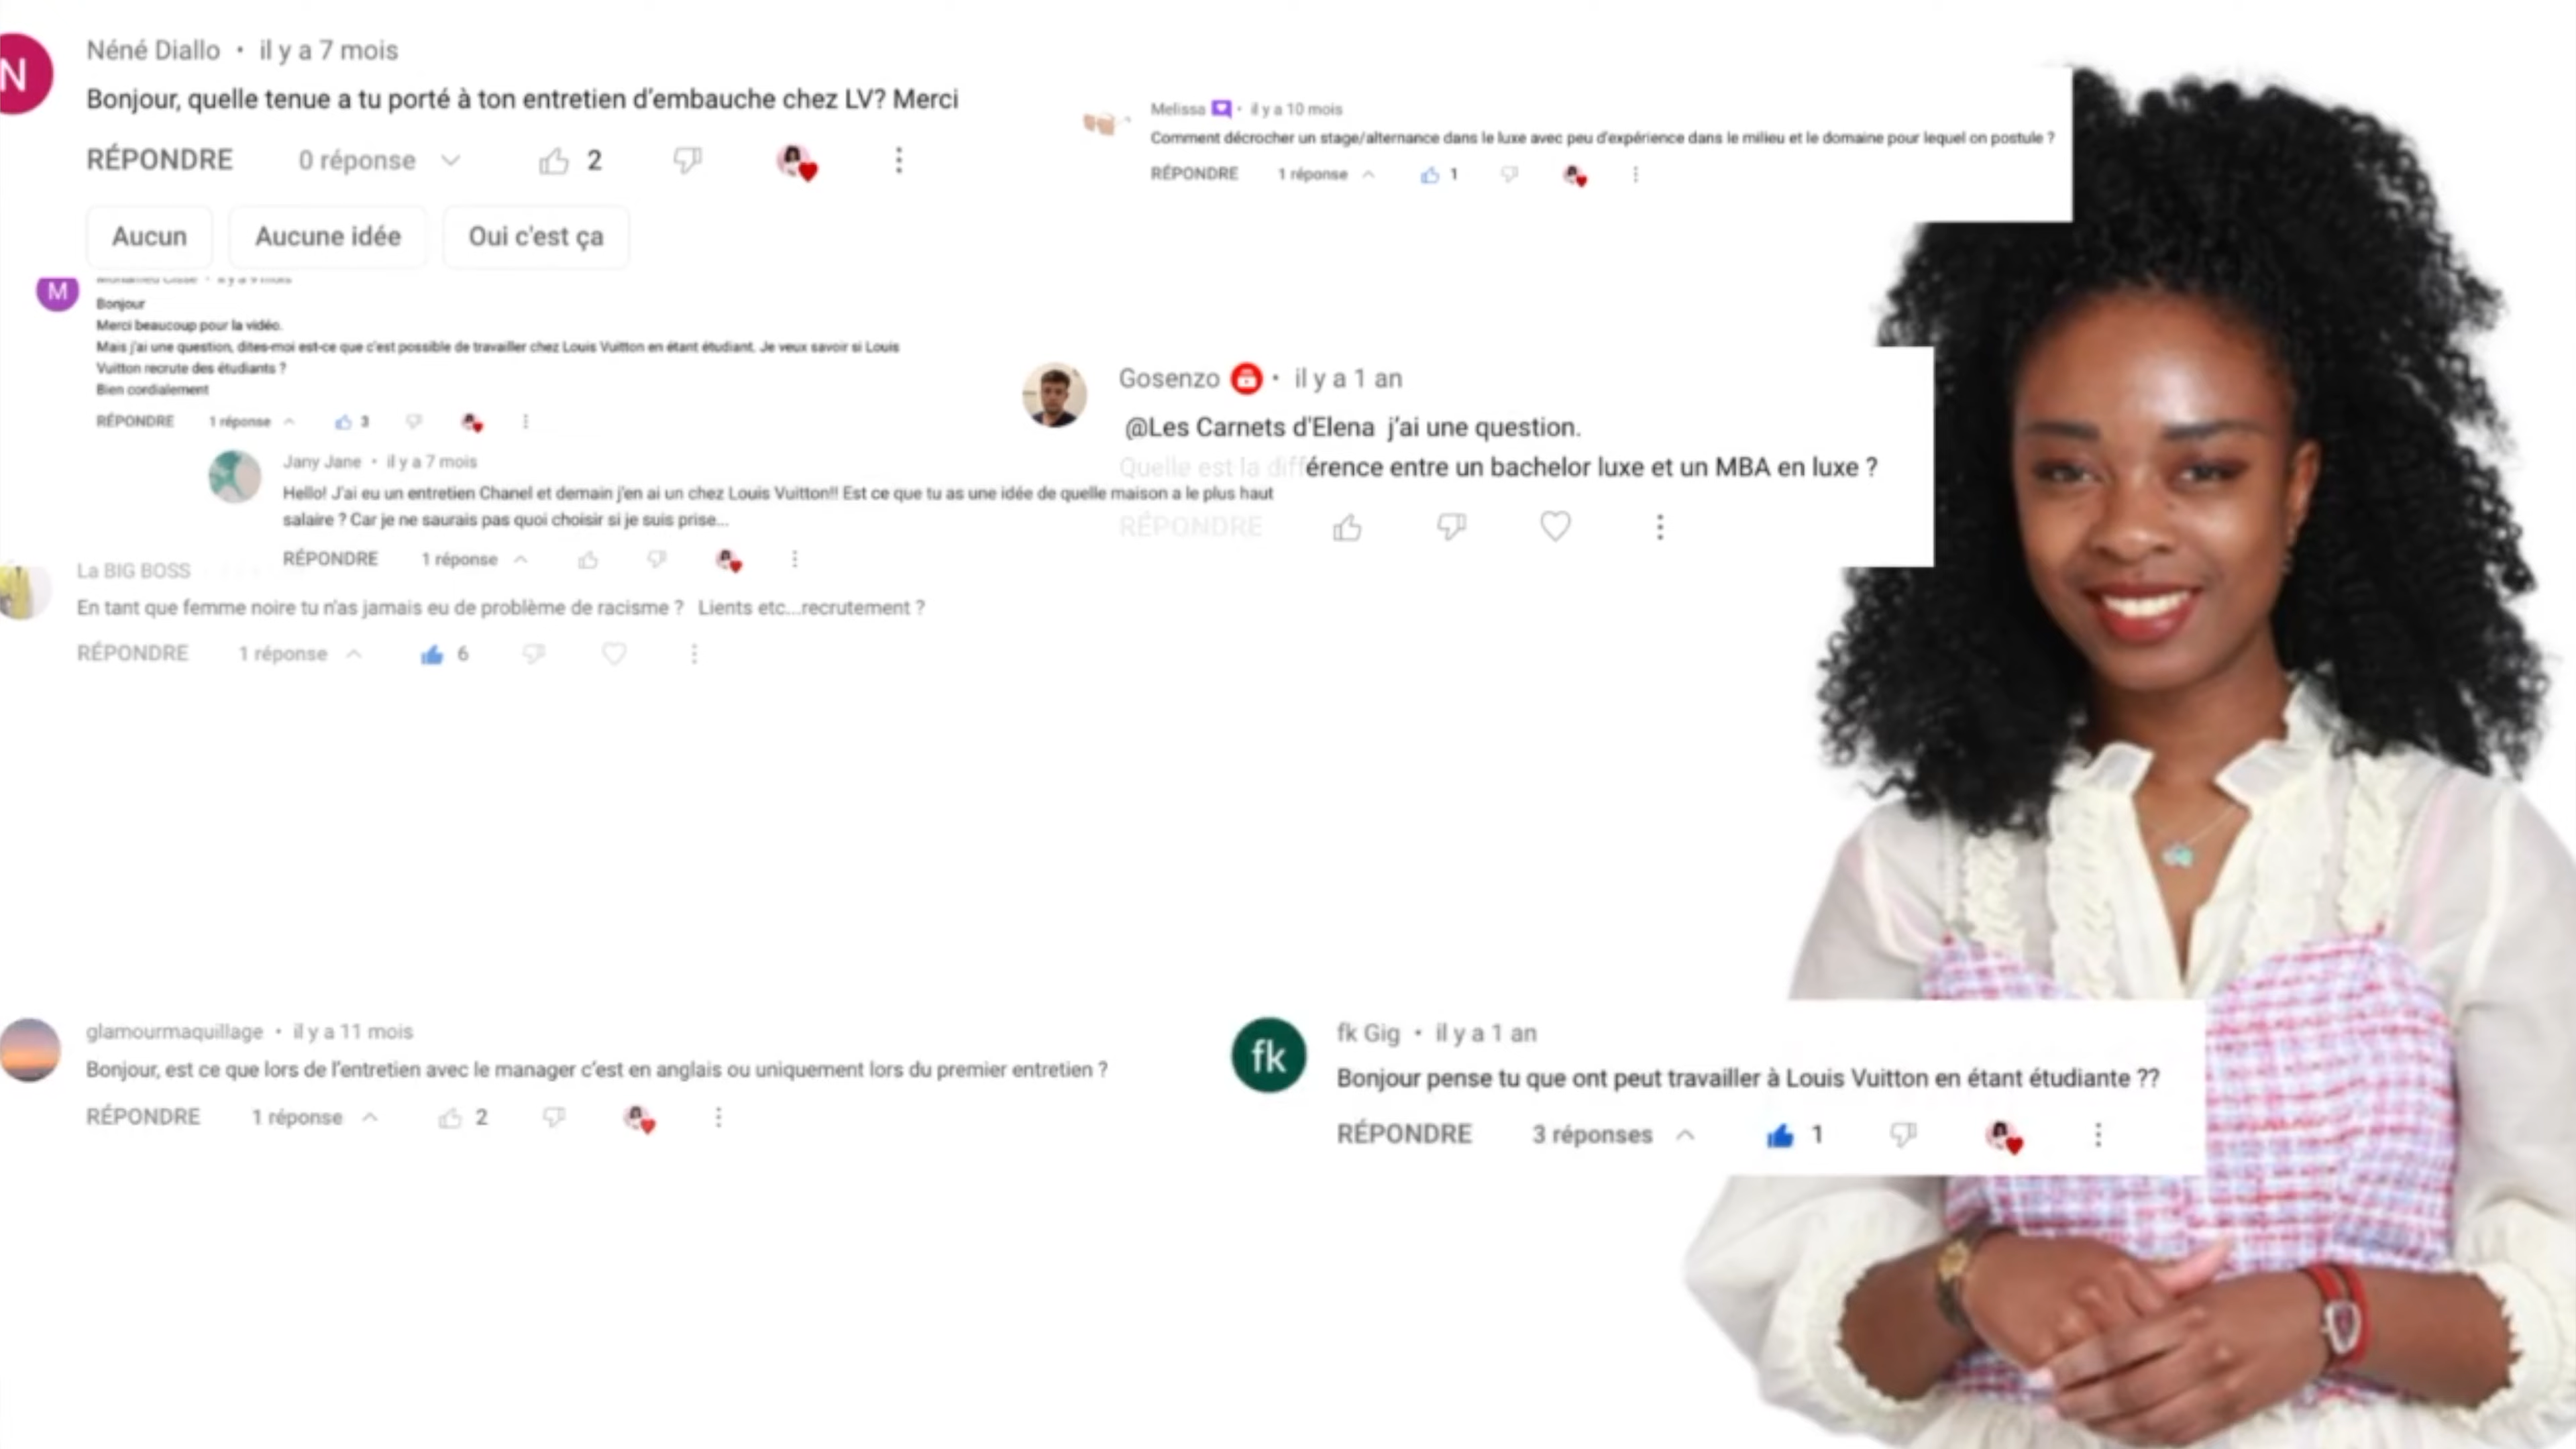 N
Néné Diallo • il y a 7 mois
Bonjour, quelle tenue a tu porté à ton entretien d'embauche chez LV? Merci
RÉPONDRE 0 réponse 2
Aucun Aucune idée Oui c'est ça
Melissa • il y a 10 mois
Comment décrocher un stage/alternance dans le luxe avec peu d'expérience dans le milieu et le domaine pour lequel on postule ?
RÉPONDRE 1 réponse 1
M
Bonjour
Merci beaucoup pour la vidéo.
Mais j'ai une question, dites-moi est-ce que c'est possible de travailler chez Louis Vuitton en étant étudiant. Je veux savoir si Louis
Vuitton recrute des étudiants ?
Bien cordialement
RÉPONDRE 1 réponse 3
Gosenzo • il y a 1 an
@Les Carnets d'Elena j'ai une question.
Quelle est la différence entre un bachelor luxe et un MBA en luxe ?
RÉPONDRE
Jany Jane • il y a 7 mois
Hello! J'ai eu un entretien Chanel et demain j'en ai un chez Louis Vuitton!! Est ce que tu as une idée de quelle maison a le plus haut
salaire ? Car je ne saurais pas quoi choisir si je suis prise...
RÉPONDRE 1 réponse
La BIG BOSS
En tant que femme noire tu n'as jamais eu de problème de racisme ? Lients etc...recrutement ?
RÉPONDRE 1 réponse 6
glamourmaquillage • il y a 11 mois
Bonjour, est ce que lors de l'entretien avec le manager c'est en anglais ou uniquement lors du premier entretien ?
RÉPONDRE 1 réponse 2
fk
fk Gig • il y a 1 an
Bonjour pense tu que ont peut travailler à Louis Vuitton en étant étudiante ??
RÉPONDRE 3 réponses 1